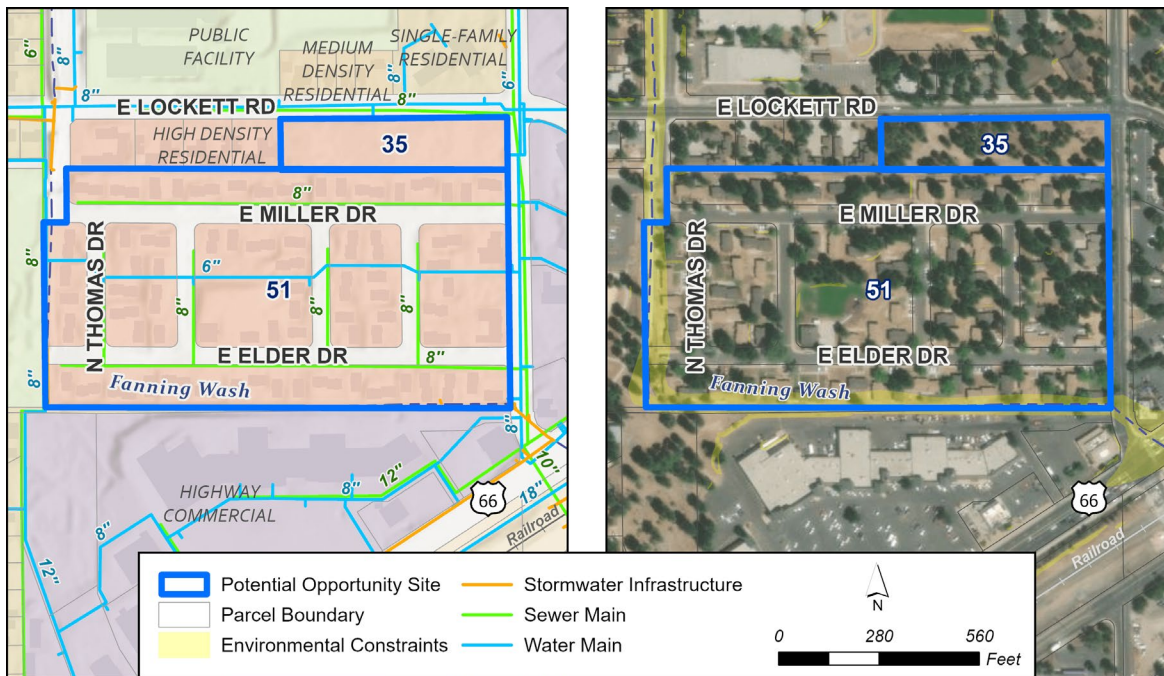 6"
8"
PUBLIC
FACILITY
MEDIUM
DENSITY
RESIDENTIAL
SINGLE-FAMILY
RESIDENTIAL
8"
6"
8"
8"
E LOCKETT RD
HIGH DENSITY
RESIDENTIAL
35
8"
E MILLER DR
8"
N THOMAS DR
6"
51
8"
8"
8"
E ELDER DR
8"
8"
Fanning Wash
8"
10"
12"
8"
HIGHWAY
COMMERCIAL
66
18"
Railroad
8"
12"
E LOCKETT RD
35
E MILLER DR
N THOMAS DR
51
E ELDER DR
Fanning Wash
66
Railroad
Potential Opportunity Site
Parcel Boundary
Environmental Constraints
Stormwater Infrastructure
Sewer Main
Water Main
N
0 280 560
Feet